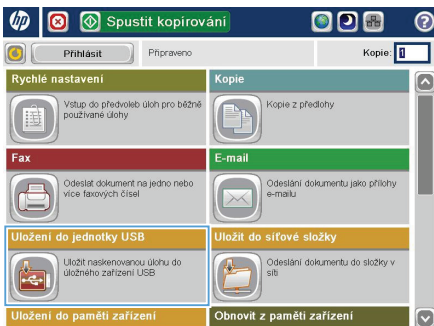 hp
Spustit kopírování
?
Přihlásit
Připraveno
Kopie: 1
Rychlé nastavení
Vstup do předvoleb úloh pro běžně
používané úlohy
Kopie
Kopie z předlohy
Fax
Odeslat dokument na jedno nebo
více faxových čísel
E-mail
Odeslání dokumentu jako přílohy
e-mailu
Uložení do jednotky USB
Uložit naskenovanou úlohu do
úložného zařízení USB
Uložit do síťové složky
Odeslání dokumentu do složky v
síti
Uložení do paměti zařízení
Obnovit z paměti zařízení